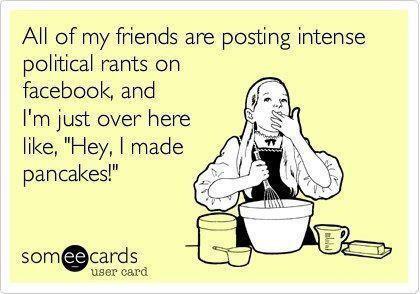 All of my friends are posting intense
political rants on
facebook, and
I'm just over here
like, "Hey, I made
pancakes!"
someecards
user card